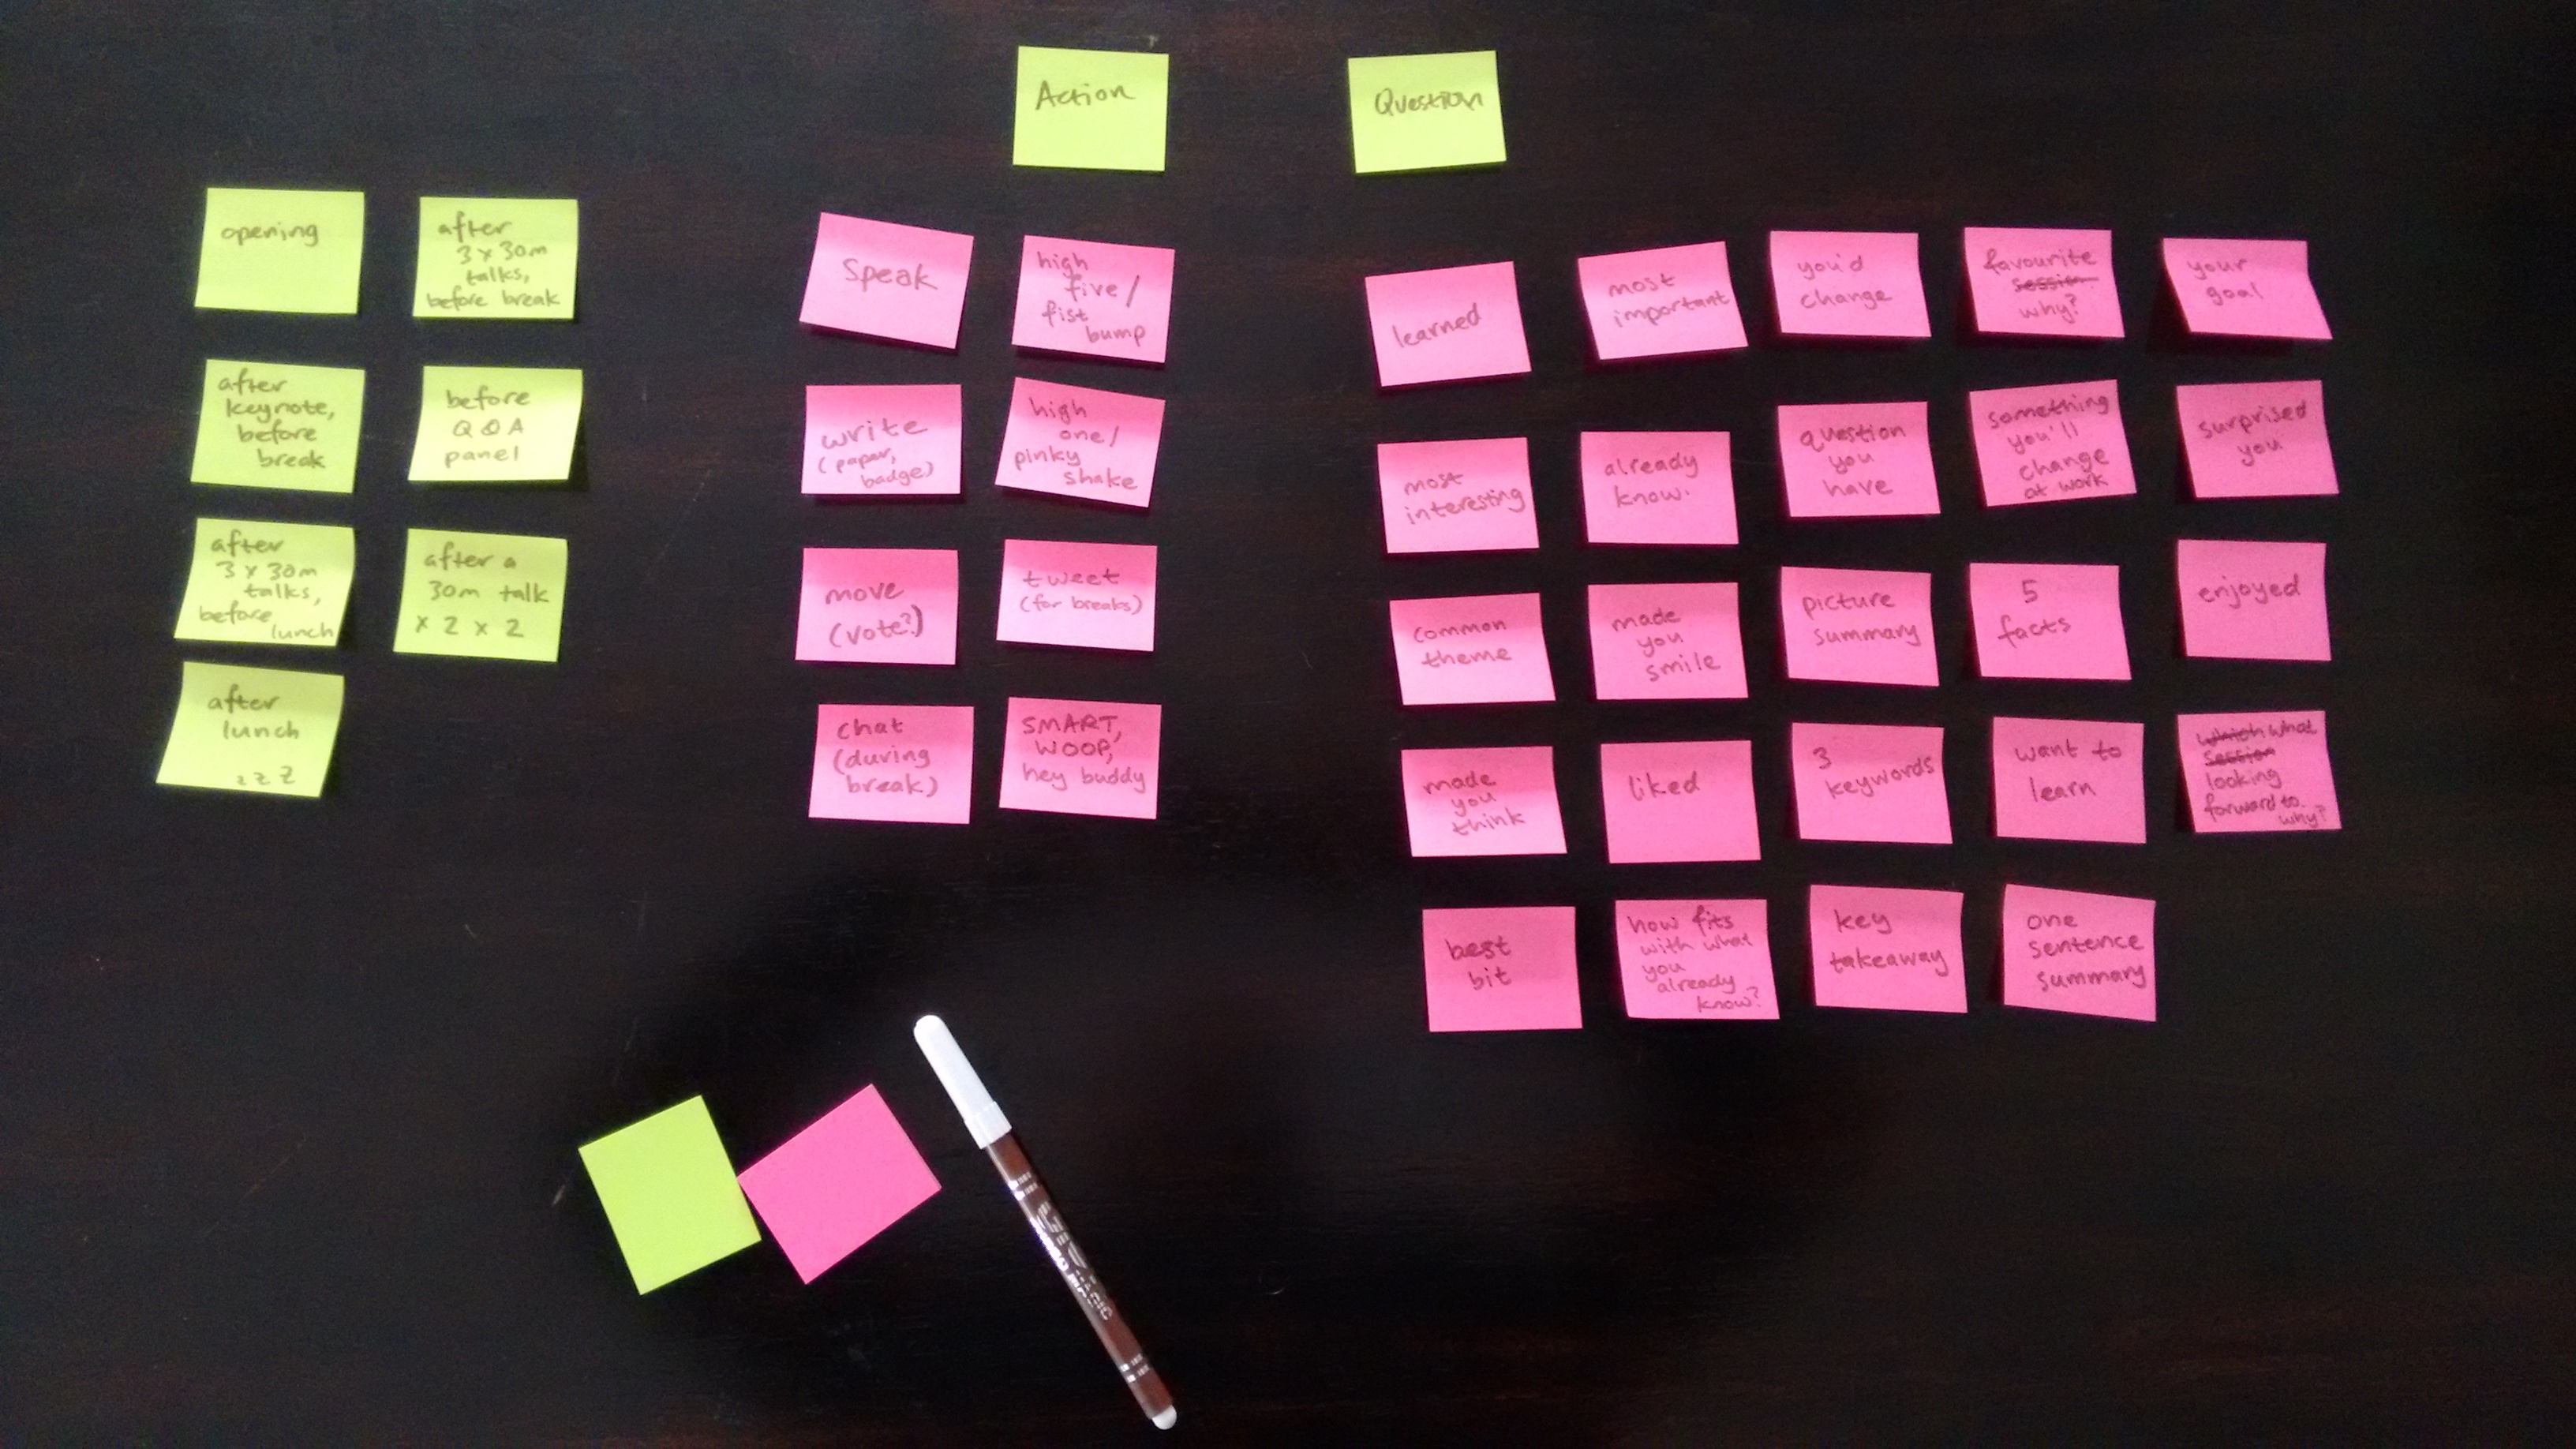 Action
Question
opening
after
3 x 30m
talks,
before break
after
keynote,
before
break
before
Q & A
panel
after
3 x 30m
talks,
before
lunch
after a
30m talk
x 2 x 2
after
lunch
z z z
speak
high
five/
fist
bump
write
(paper,
badge)
high
one/
pinky
shake
move
(vote?)
tweet
(for breaks)
chat
(during
break)
SMART,
WOOP,
hey buddy
learned
most
important
you'd
change
favourite
session
why?
your
goal
most
interesting
already
know.
question
you
have
something
you'll
change
at work
surprised
you
common
theme
made
you
smile
picture
summary
5
facts
enjoyed
made
you
think
liked
3
keywords
want to
learn
which what
session
looking
forward to.
why?
best
bit
how fits
with what
you
already
know?
key
takeaway
one
sentence
summary